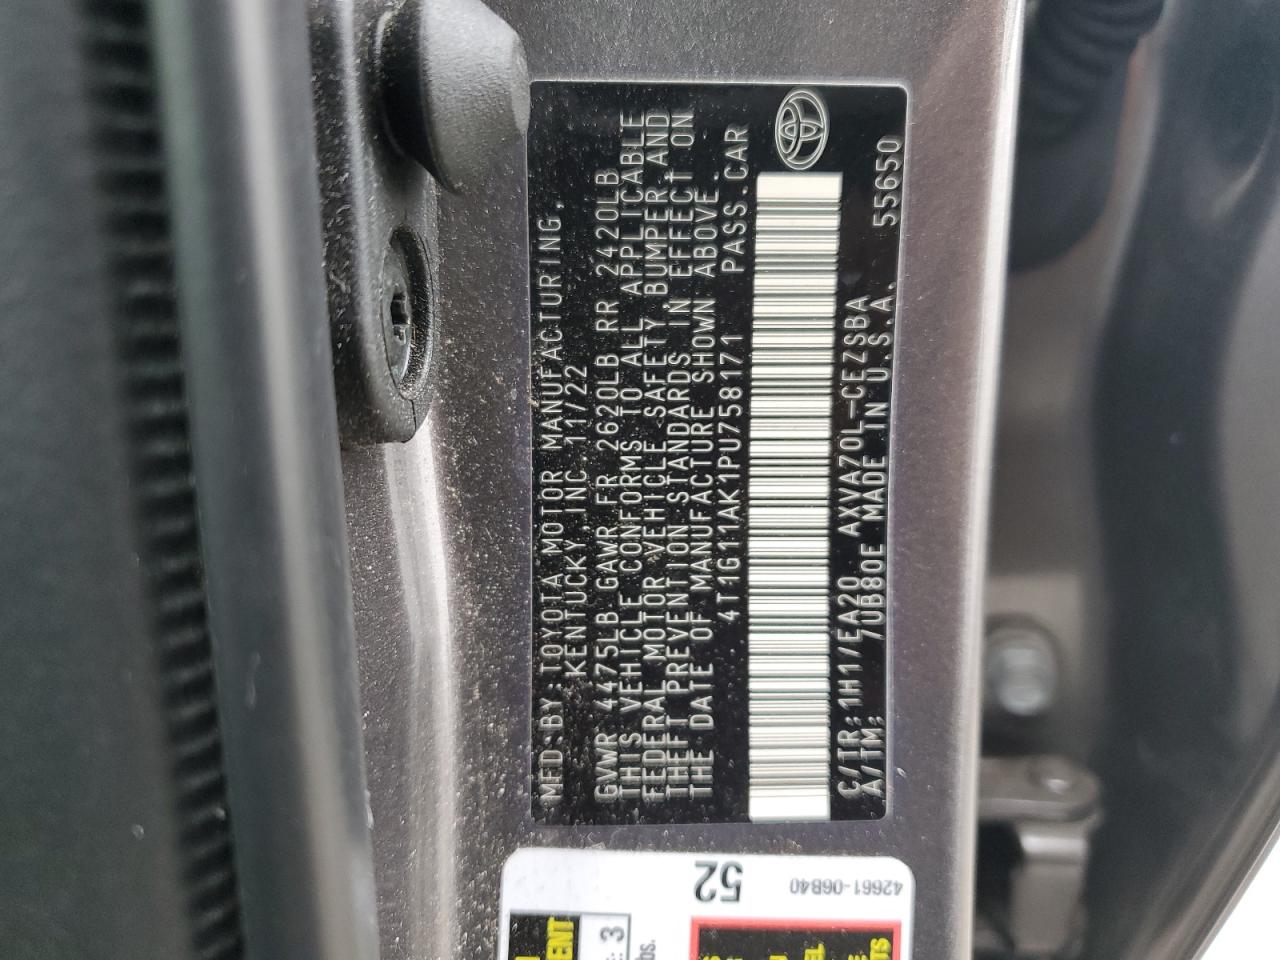 MFD.BY:TOYOTA MOTOR MANUFACTURING,
KENTUCKY,INC.11/22
GVWR 4475LB GAWR FR 2620LB RR 2420LB
THIS VEHICLE CONFORMS TO ALL APPLICABLE
FEDERAL MOTOR VEHICLE SAFETY, BUMPER, AND
THEFT PREVENTION STANDARDS IN EFFECT ON
THE DATE OF MANUFACTURE SHOWN ABOVE.
4T1G11AK1PU758171 PASS.CAR
C/TR:1H1/EA20 AXVA70L-CEZSBA 55650
A/TM: /UB80E MADE IN U.S.A.
52
42661-06B40
3